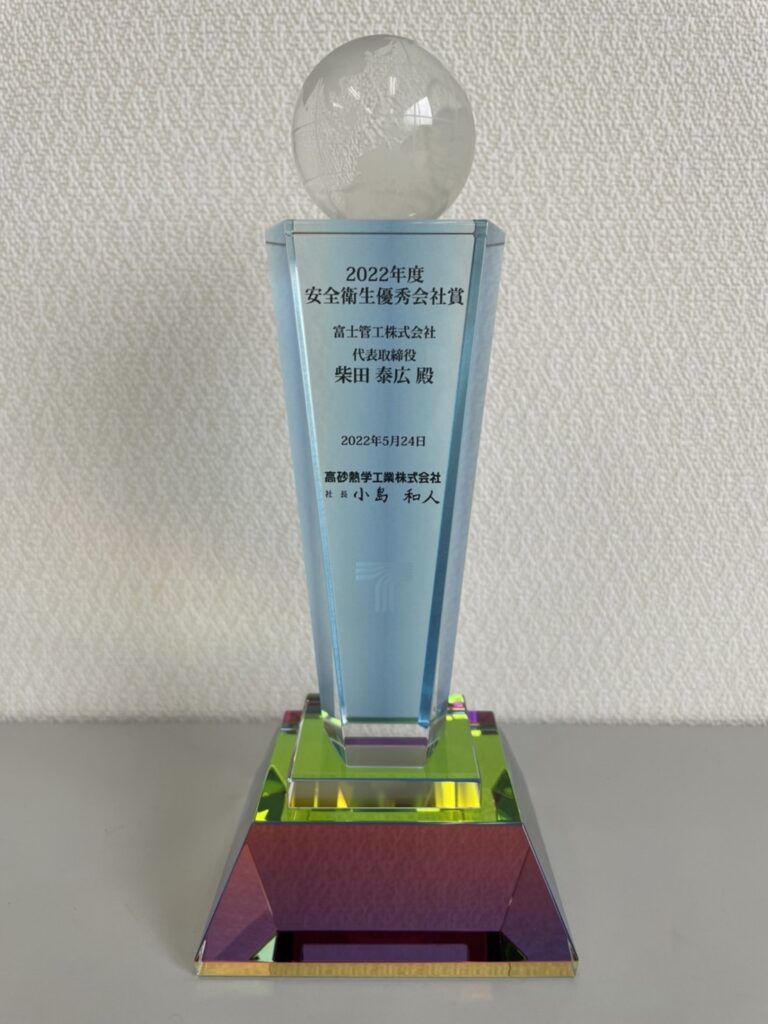 2022年度
安全衛生優秀会社賞
富士管工株式会社
代表取締役
柴田 泰広 殿
2022年5月24日
高砂熱学工業株式会社
社長 小島 和人